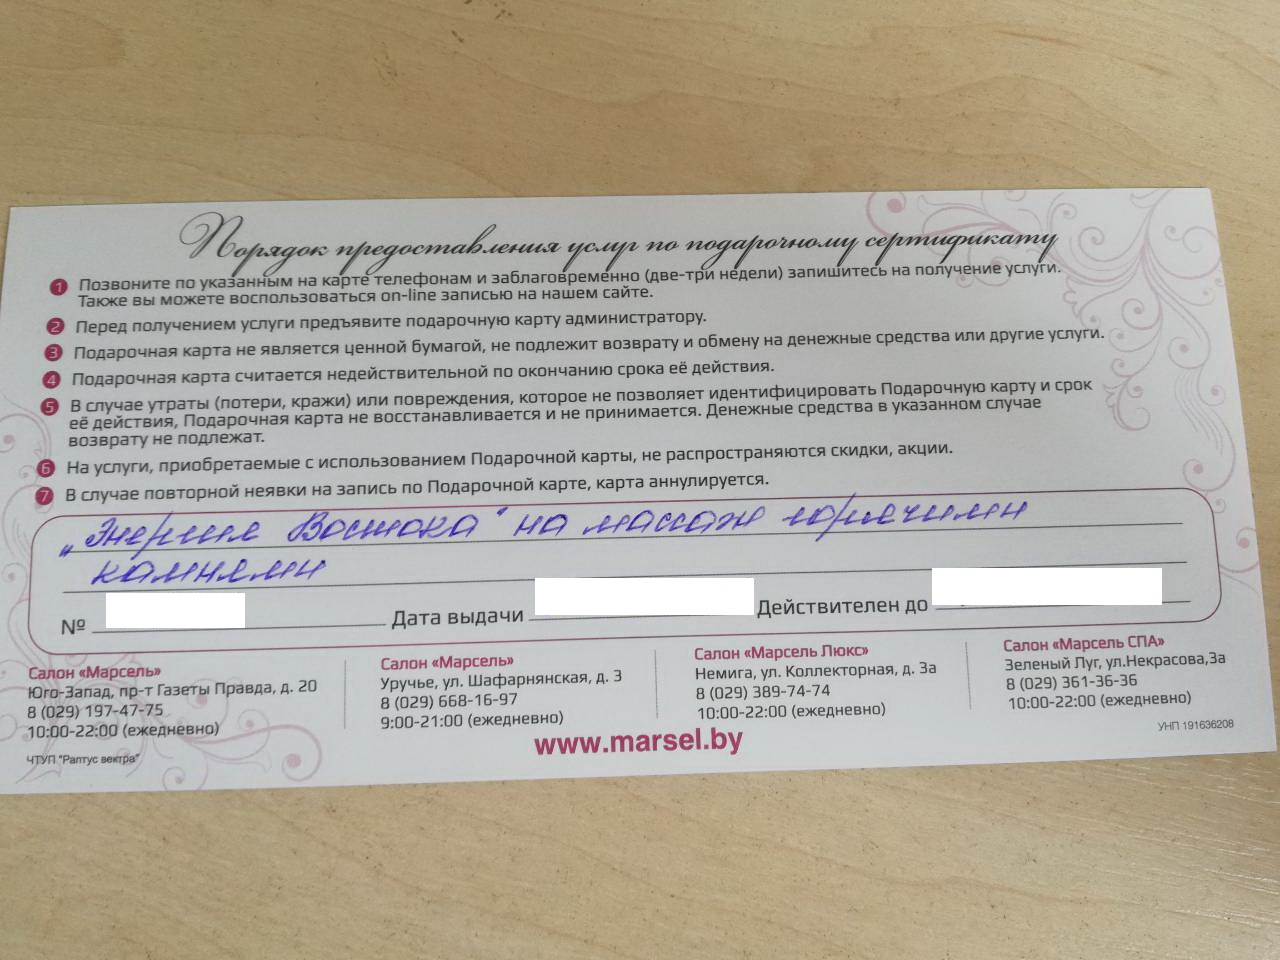 Порядок предоставления услуг по подарочному сертификату
1 Позвоните по указанным на карте телефонам и заблаговременно (две-три недели) запишитесь на получение услуги.
Также вы можете воспользоваться on-line записью на нашем сайте.
2 Перед получением услуги предъявите подарочную карту администратору.
3 Подарочная карта не является ценной бумагой, не подлежит возврату и обмену на денежные средства или другие услуги.
4 Подарочная карта считается недействительной по окончанию срока её действия.
5 В случае утраты (потери, кражи) или повреждения, которое не позволяет идентифицировать Подарочную карту и срок
её действия, Подарочная карта не восстанавливается и не принимается. Денежные средства в указанном случае
возврату не подлежат.
6 На услуги, приобретаемые с использованием Подарочной карты, не распространяются скидки, акции.
7 В случае повторной неявки на запись по Подарочной карте, карта аннулируется.
„Энергия Востока" на массаж горячими
камнями
№ Дата выдачи Действителен до
Салон «Марсель»
Юго-Запад, пр-т Газеты Правда, д. 20
8 (029) 197-47-75
10:00-22:00 (ежедневно)
Салон «Марсель»
Уручье, ул. Шафарнянская, д. 3
8 (029) 668-16-97
9:00-21:00 (ежедневно)
Салон «Марсель Люкс»
Немига, ул. Коллекторная, д. 3а
8 (029) 389-74-74
10:00-22:00 (ежедневно)
Салон «Марсель СПА»
Зеленый Луг, ул.Некрасова,3а
8 (029) 361-36-36
10:00-22:00 (ежедневно)
ЧТУП "Раптус вектра"
www.marsel.by
УНП 191636208